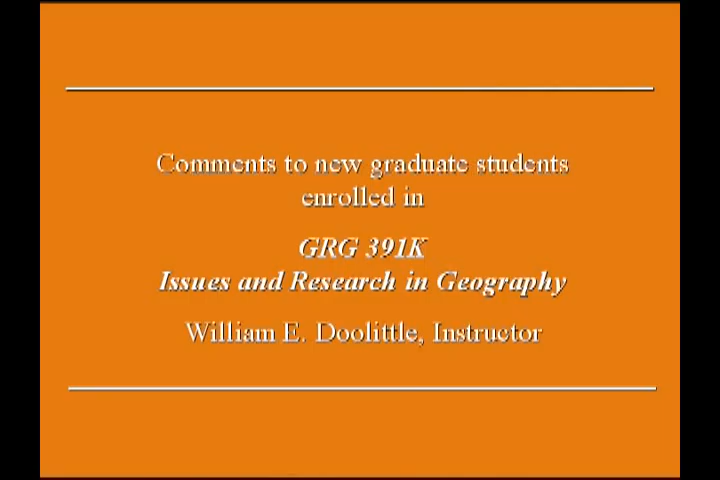 Comments to new graduate students
enrolled in
GRG 391K
Issues and Research in Geography
William E. Doolittle, Instructor